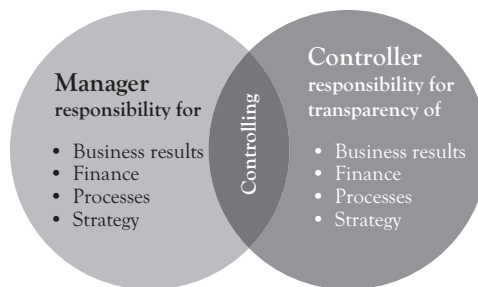 Manager
responsibility for
• Business results
• Finance
• Processes
• Strategy
Controlling
Controller
responsibility for
transparency of
• Business results
• Finance
• Processes
• Strategy